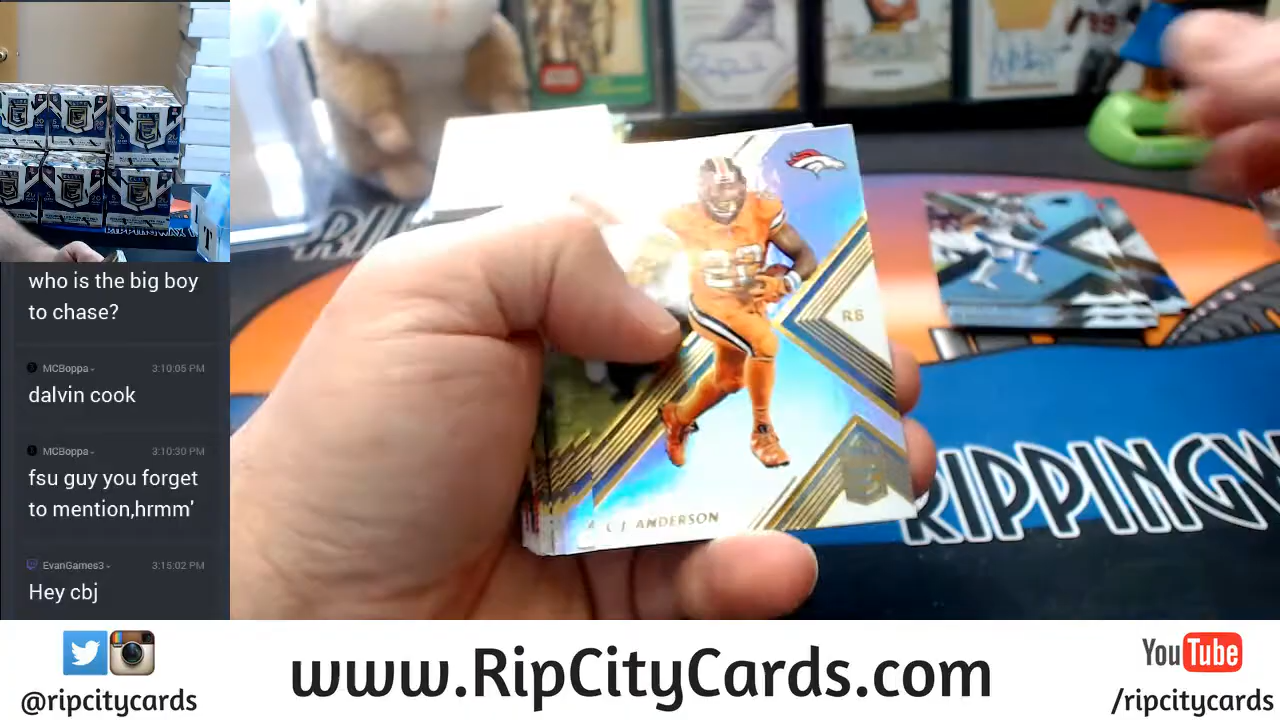 who is the big boy
to chase?
MCBoppa 3:10:05 PM
dalvin cook
MCBoppa 3:10:30 PM
fsu guy you forget
to mention,hrmm'
EvanGames3 3:15:02 PM
Hey cbj
RB
C.J. ANDERSON
RIPPINGW
RIPPINGWAX
@ripcitycards
www.RipCityCards.com
YouTube
/ripcitycards